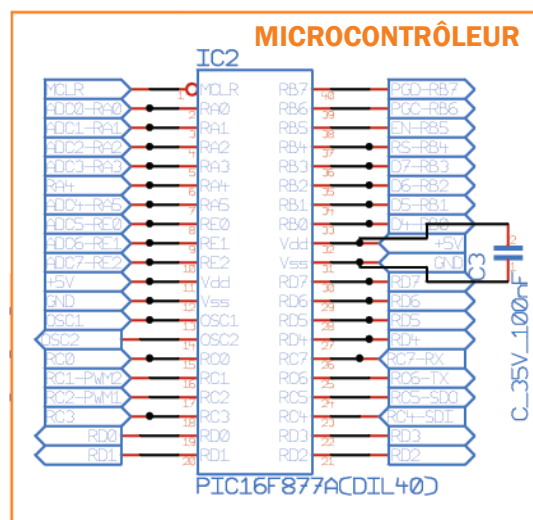 MICROCONTRÔLEUR
IC2
MCLR 1 MCLR RB7 40 PGD-RB7
ADC0-RA0 2 RA0 RB6 39 PGC-RB6
ADC1-RA1 3 RA1 RB5 38 EN-RB5
ADC2-RA2 4 RA2 RB4 37 RS-RB4
ADC3-RA3 5 RA3 RB3 36 D7-RB3
RA4 6 RA4 RB2 35 D6-RB2
ADC4-RA5 7 RA5 RB1 34 D5-RB1
ADC5-RE0 8 RE0 RB0 33 D4-RB0
ADC6-RE1 9 RE1 Vdd 32 +5V 2
ADC7-RE2 10 RE2 Vss 31 GND 1
+5V 11 Vdd RD7 30 RD7
GND 12 Vss RD6 29 RD6
OSC1 13 OSC1 RD5 28 RD5
OSC2 14 OSC2 RD4 27 RD4
RC0 15 RC0 RC7 26 RC7-RX
RC1-PWM2 16 RC1 RC6 25 RC6-TX
RC2-PWM1 17 RC2 RC5 24 RC5-SDO
RC3 18 RC3 RC4 23 RC4-SDI
RD0 19 RD0 RD3 22 RD3
RD1 20 RD1 RD2 21 RD2
C3
C_35V_100nF
PIC16F877A(DIL40)